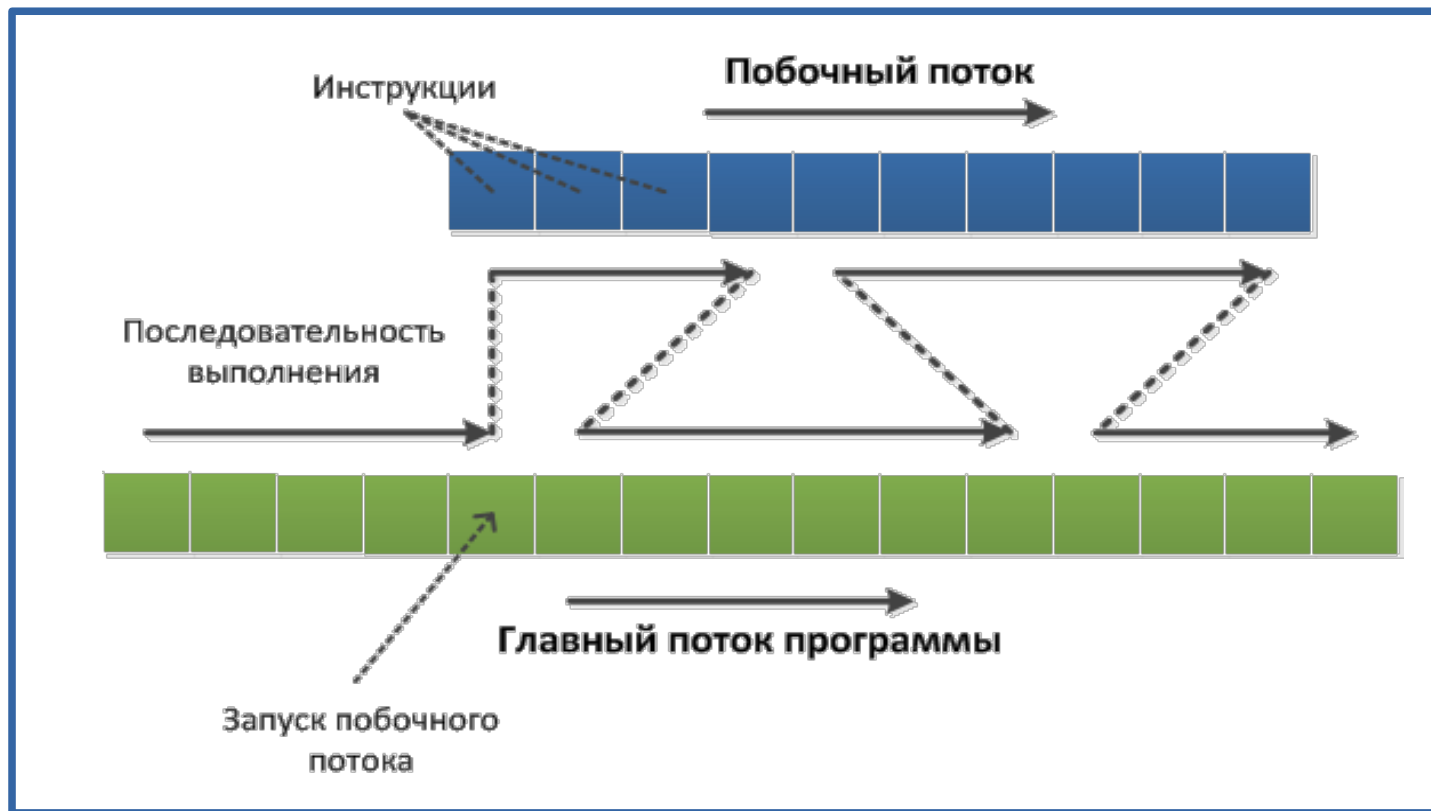 Побочный поток
Инструкции
Последовательность
выполнения
Главный поток программы
Запуск побочного
потока